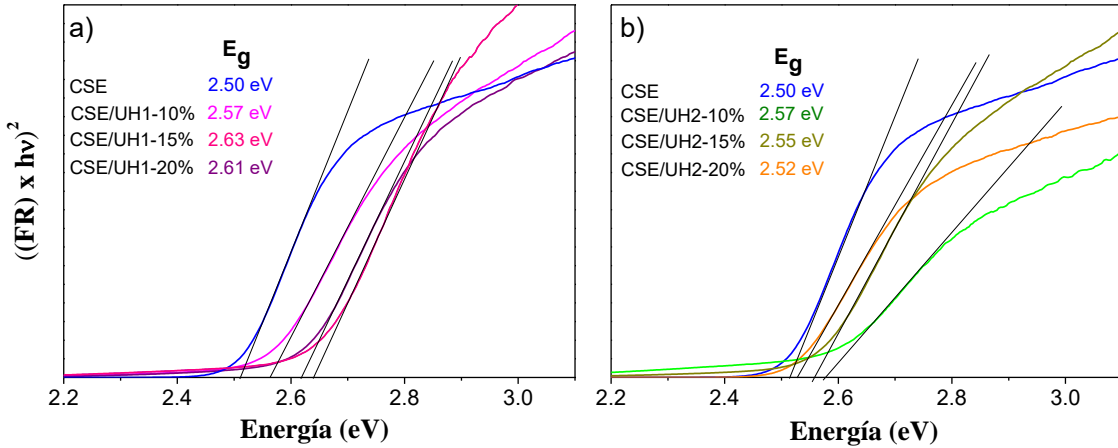 a)
E_g
CSE 2.50 eV
CSE/UH1-10% 2.57 eV
CSE/UH1-15% 2.63 eV
CSE/UH1-20% 2.61 eV
((FR) x hν)²
2.2 2.4 2.6 2.8 3.0
Energía (eV)
b)
E_g
CSE 2.50 eV
CSE/UH2-10% 2.57 eV
CSE/UH2-15% 2.55 eV
CSE/UH2-20% 2.52 eV
2.2 2.4 2.6 2.8 3.0
Energía (eV)